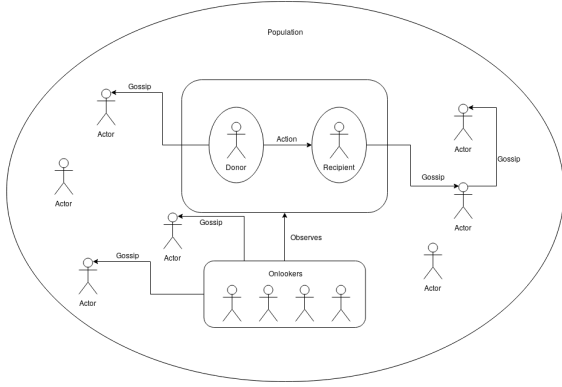 Population
Gossip
Actor
Action
Donor
Recipient
Actor
Gossip
Gossip
Actor
Actor
Gossip
Actor
Observes
Gossip
Actor
Onlookers
Actor
Actor